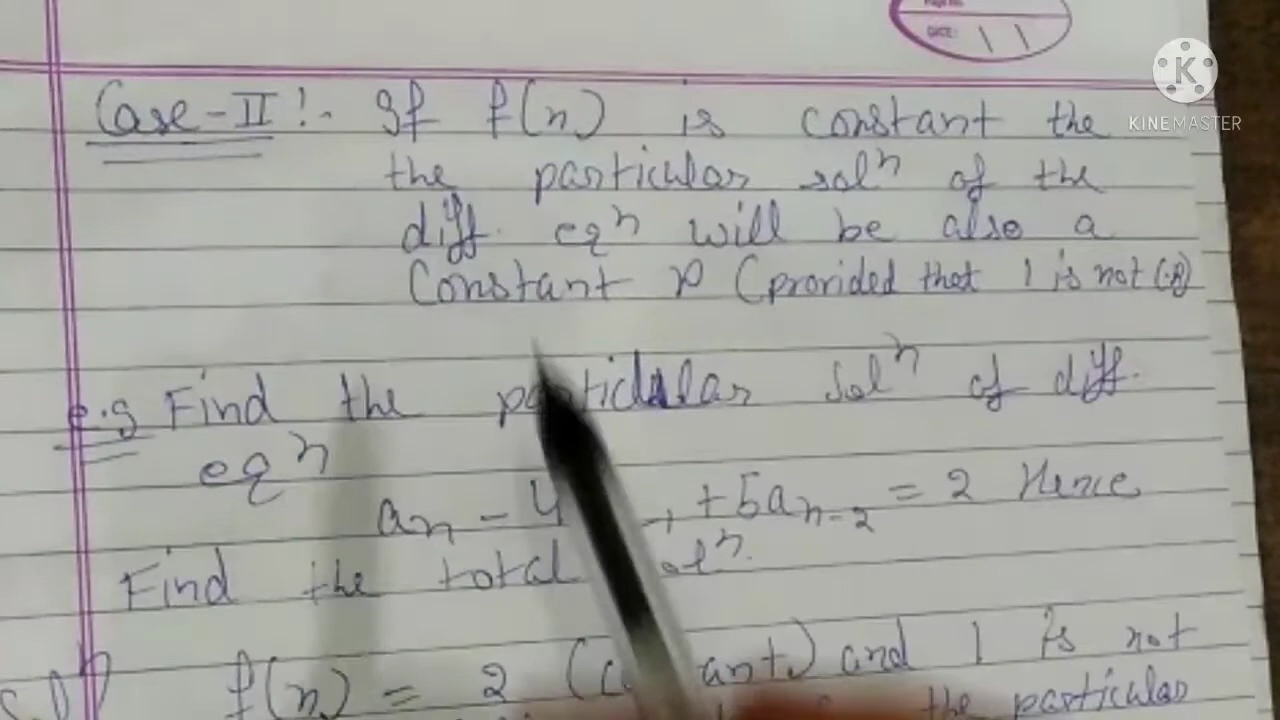 DATE:
K
KINEMASTER
Case-II :- If f(n) is constant the
the particular solⁿ of the
diff. eqⁿ will be also a
Constant P (provided that 1 is not
e.g Find the particular solⁿ of diff.
eqⁿ
aₙ - 4 + 5aₙ₋₂ = 2 Hence
Find the total
f(n) = 2 and 1 is not
the particular